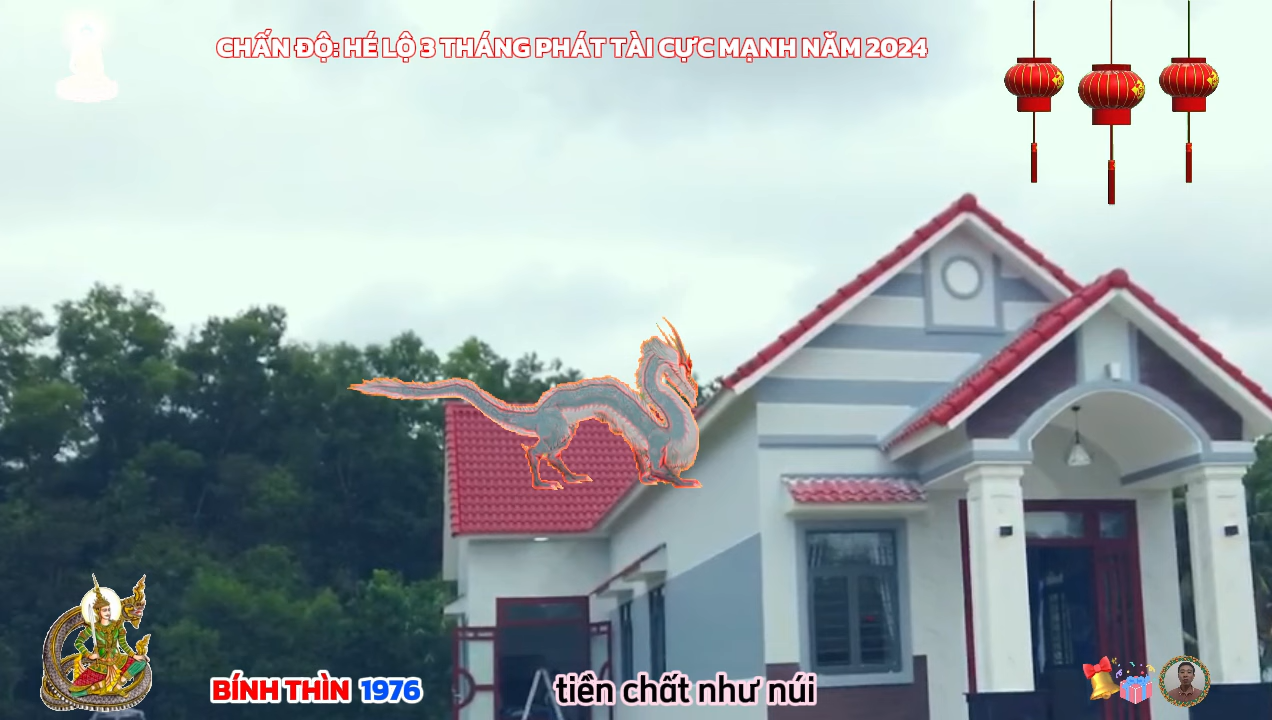 CHẤN ĐỘ: HÉ LỘ 3 THÁNG PHÁT TÀI CỰC MẠNH NĂM 2024
BÍNH THÌN 1976
tiền chất như núi